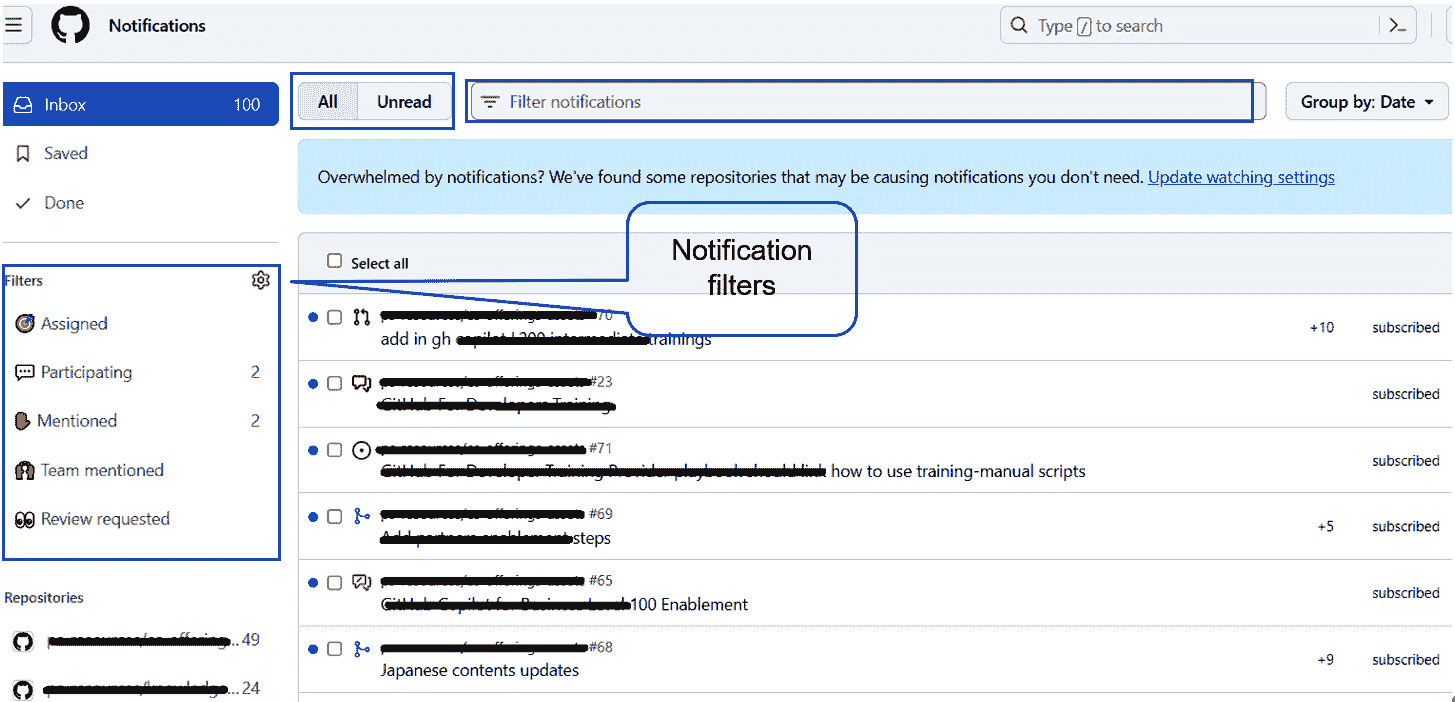 Notifications
Type / to search
Inbox 100
All Unread
Filter notifications
Group by: Date
Saved
Done
Overwhelmed by notifications? We've found some repositories that may be causing notifications you don't need. Update watching settings
Notification
filters
Select all
Filters
Assigned
Participating 2
Mentioned 2
Team mentioned
Review requested
Repositories
...49
...24
70
add in gh trainings
+10 subscribed
#23
subscribed
#71
how to use training-manual scripts
subscribed
#69
steps
+5 subscribed
#65
100 Enablement
subscribed
#68
Japanese contents updates
+9 subscribed